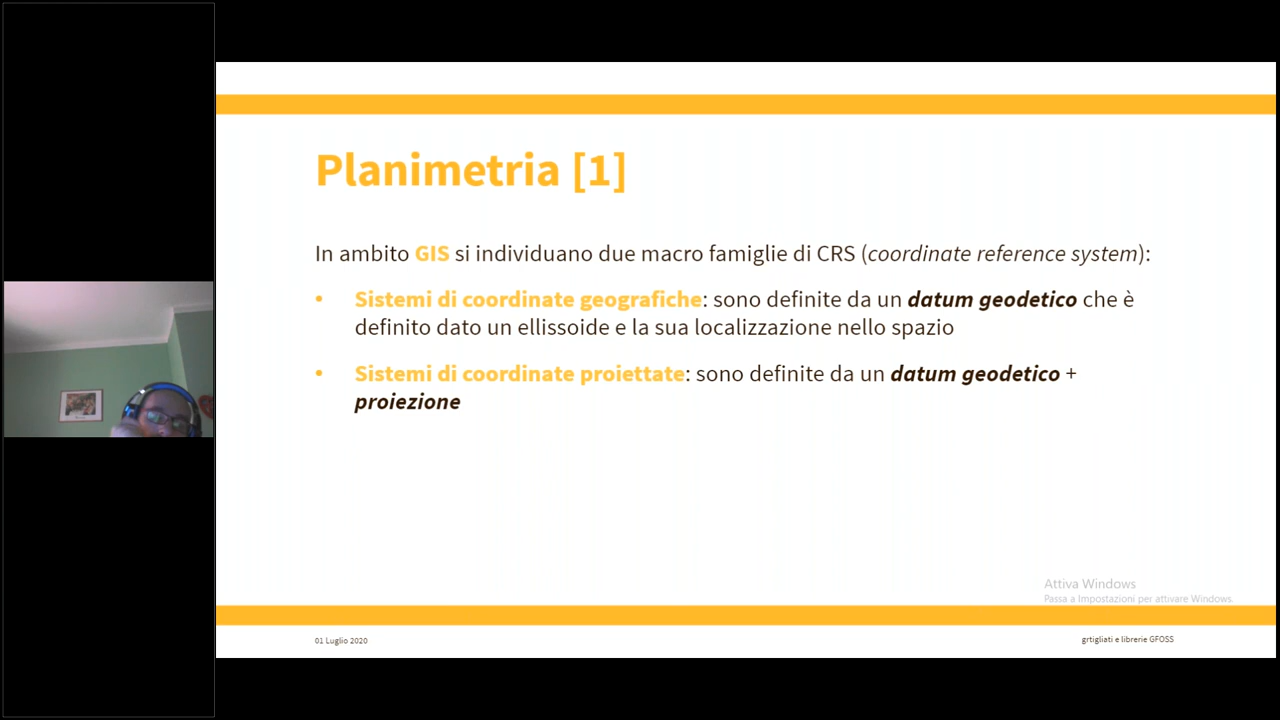 Planimetria [1]
In ambito GIS si individuano due macro famiglie di CRS (coordinate reference system):
• Sistemi di coordinate geografiche: sono definite da un datum geodetico che è
definito dato un ellissoide e la sua localizzazione nello spazio
• Sistemi di coordinate proiettate: sono definite da un datum geodetico +
proiezione
Attiva Windows
Passa a Impostazioni per attivare Windows.
01 Luglio 2020
grtigliati e librerie GFOSS